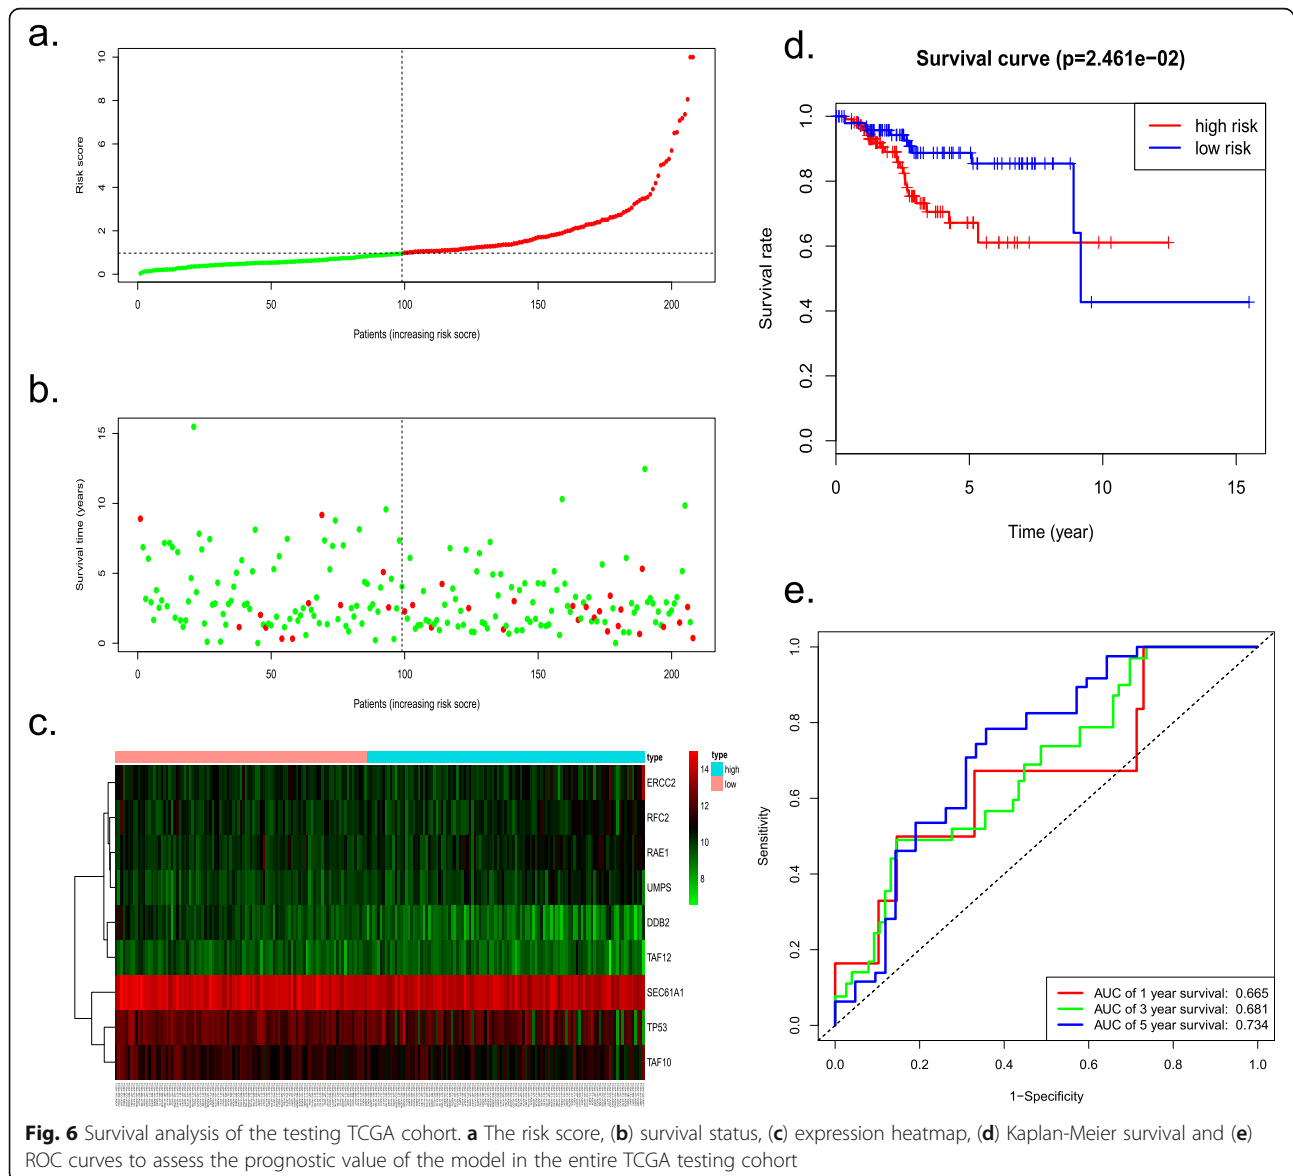 a.
10
8
6
4
2
0
Risk score
0 50 100 150 200
Patients (increasing risk socre)
b.
15
10
5
0
Survival time (years)
0 50 100 150 200
Patients (increasing risk socre)
c.
type
ERCC2
RFC2
RAE1
UMPS
DDB2
TAF12
SEC61A1
TP53
TAF10
14
12
10
8
type
high
low
d.
Survival curve (p=2.461e−02)
high risk
low risk
1.0
0.8
0.6
0.4
0.2
0.0
Survival rate
0 5 10 15
Time (year)
e.
1.0
0.8
0.6
0.4
0.2
0.0
Sensitivity
AUC of 1 year survival: 0.665
AUC of 3 year survival: 0.681
AUC of 5 year survival: 0.734
0.0 0.2 0.4 0.6 0.8 1.0
1−Specificity
Fig. 6 Survival analysis of the testing TCGA cohort. a The risk score, (b) survival status, (c) expression heatmap, (d) Kaplan-Meier survival and (e)
ROC curves to assess the prognostic value of the model in the entire TCGA testing cohort